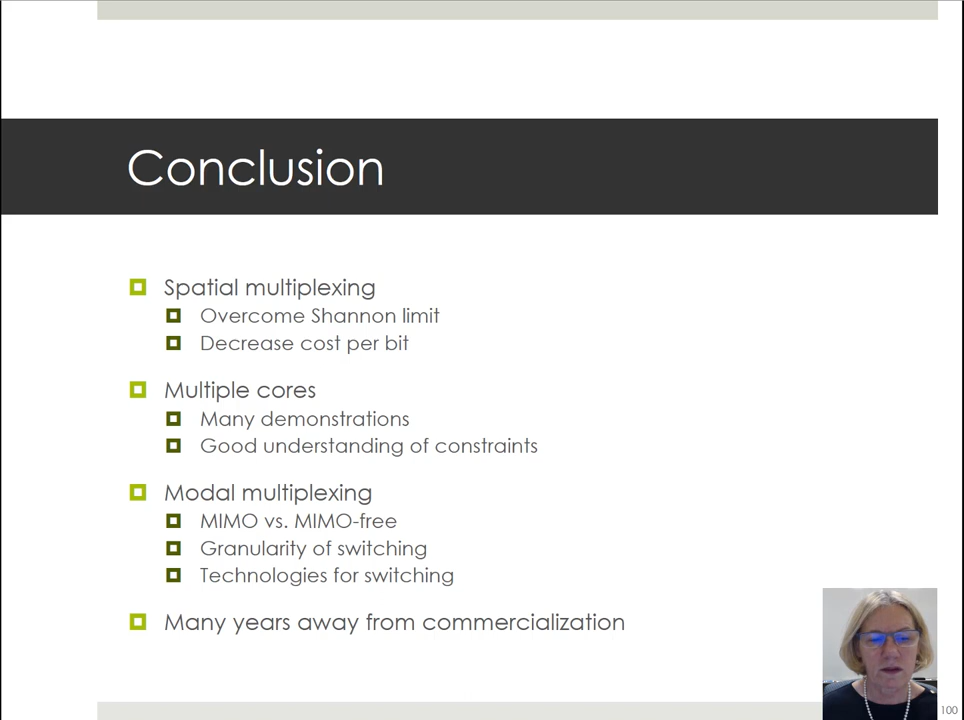 Conclusion
Spatial multiplexing
Overcome Shannon limit
Decrease cost per bit
Multiple cores
Many demonstrations
Good understanding of constraints
Modal multiplexing
MIMO vs. MIMO-free
Granularity of switching
Technologies for switching
Many years away from commercialization
100